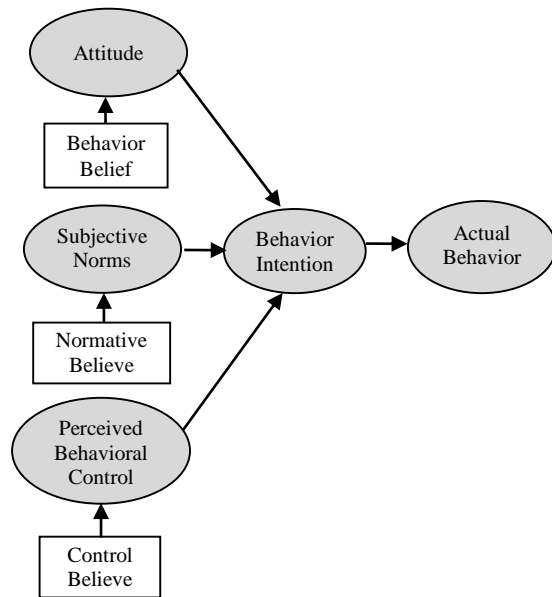 Attitude
Behavior
Belief
Subjective
Norms
Behavior
Intention
Actual
Behavior
Normative
Believe
Perceived
Behavioral
Control
Control
Believe